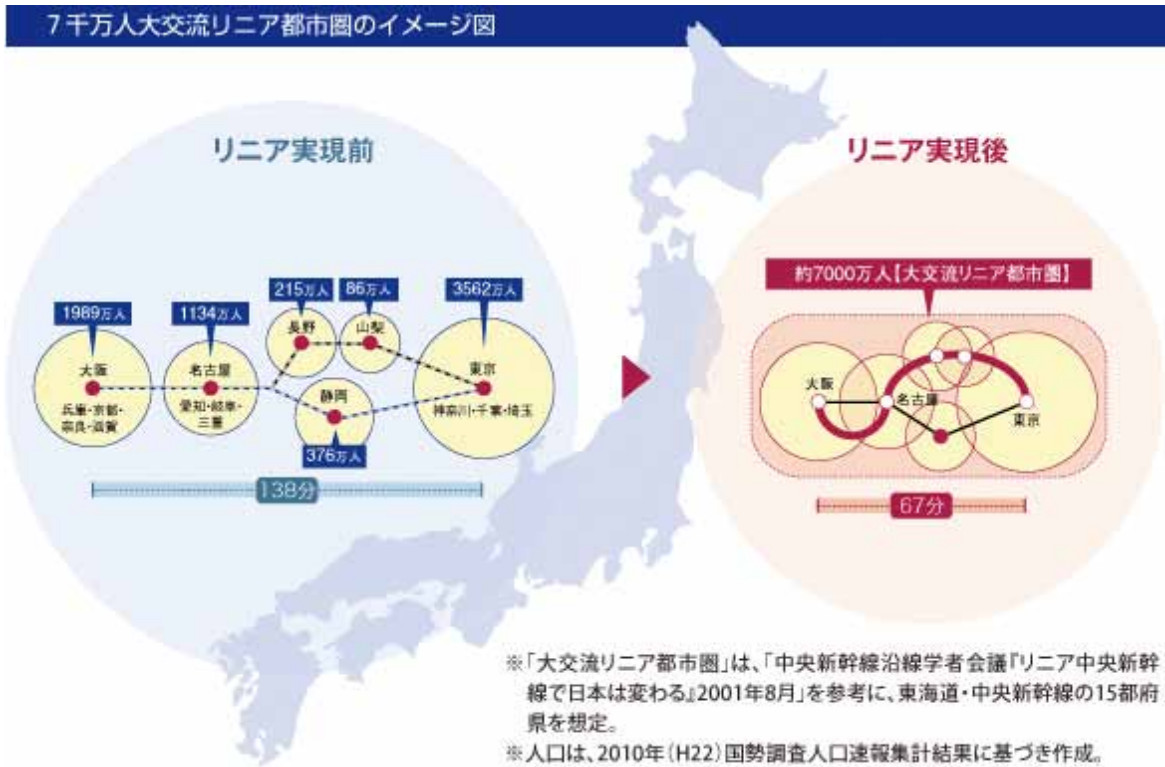 7千万人大交流リニア都市圏のイメージ図
リニア実現前
1989万人
1134万人
215万人
86万人
3562万人
大阪
兵庫・京都・
奈良・滋賀
名古屋
愛知・岐阜・
三重
長野
山梨
静岡
376万人
東京
神奈川・千葉・埼玉
138分
リニア実現後
約7000万人【大交流リニア都市圏】
大阪
名古屋
東京
67分
※「大交流リニア都市圏」は、「中央新幹線沿線学者会議『リニア中央新幹
線で日本は変わる』2001年8月」を参考に、東海道・中央新幹線の15都府
県を想定。
※人口は、2010年(H22)国勢調査人口速報集計結果に基づき作成。